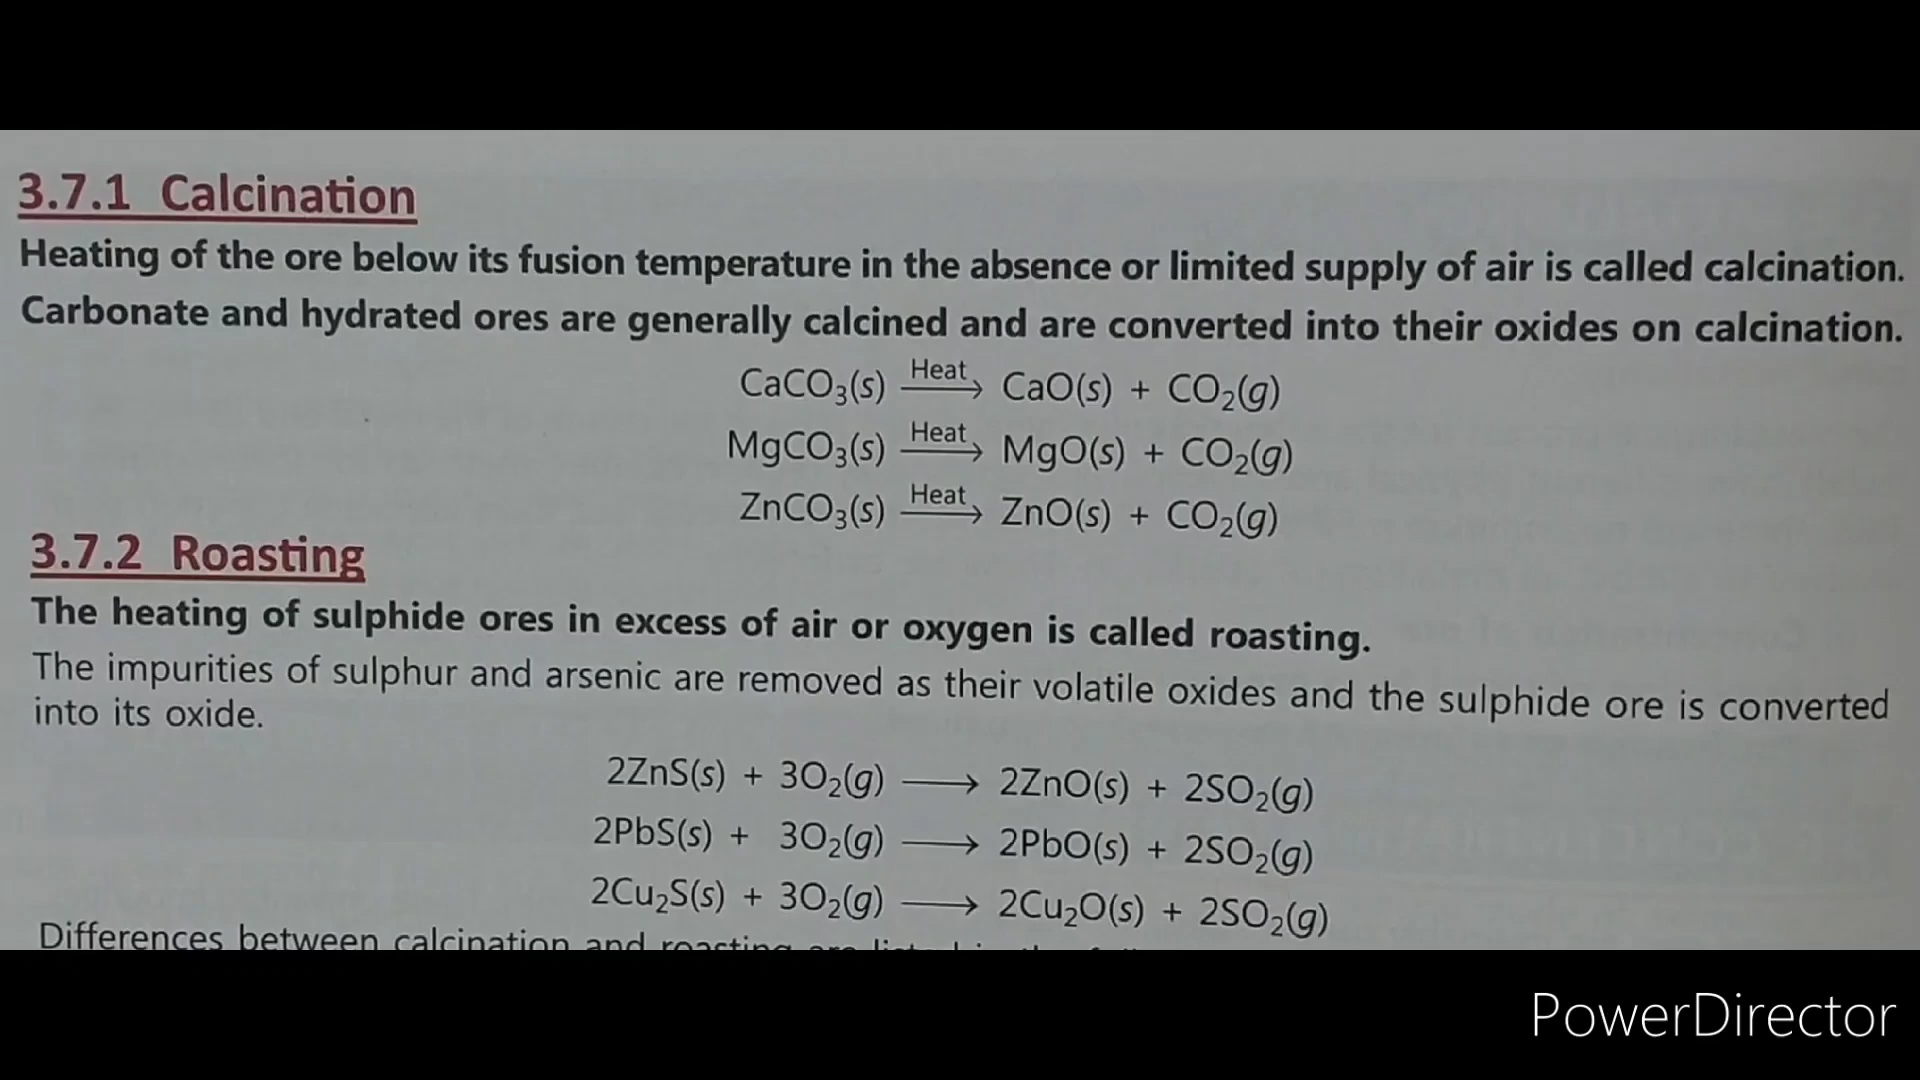 3.7.1 Calcination
Heating of the ore below its fusion temperature in the absence or limited supply of air is called calcination.
Carbonate and hydrated ores are generally calcined and are converted into their oxides on calcination.
CaCO₃(s) Heat→ CaO(s) + CO₂(g)
MgCO₃(s) Heat→ MgO(s) + CO₂(g)
ZnCO₃(s) Heat→ ZnO(s) + CO₂(g)
3.7.2 Roasting
The heating of sulphide ores in excess of air or oxygen is called roasting.
The impurities of sulphur and arsenic are removed as their volatile oxides and the sulphide ore is converted
into its oxide.
2ZnS(s) + 3O₂(g) ⟶ 2ZnO(s) + 2SO₂(g)
2PbS(s) + 3O₂(g) ⟶ 2PbO(s) + 2SO₂(g)
2Cu₂S(s) + 3O₂(g) ⟶ 2Cu₂O(s) + 2SO₂(g)
Differences between calcination and roasting are listed in the
PowerDirector